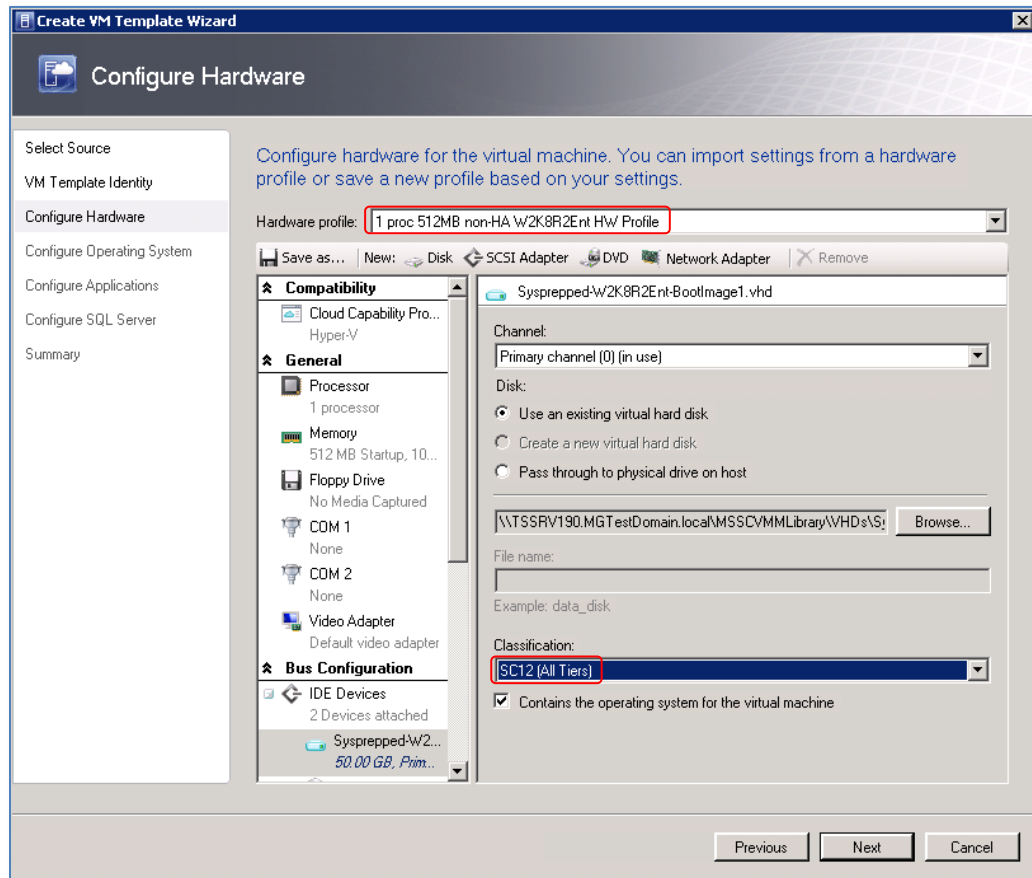 Create VM Template Wizard
Configure Hardware
Select Source
VM Template Identity
Configure Hardware
Configure Operating System
Configure Applications
Configure SQL Server
Summary
Configure hardware for the virtual machine. You can import settings from a hardware
profile or save a new profile based on your settings.
Hardware profile: 1 proc 512MB non-HA W2K8R2Ent HW Profile
Save as... New: Disk SCSI Adapter DVD Network Adapter Remove
Compatibility
Cloud Capability Pro...
Hyper-V
General
Processor
1 processor
Memory
512 MB Startup, 10...
Floppy Drive
No Media Captured
COM 1
None
COM 2
None
Video Adapter
Default video adapter
Bus Configuration
IDE Devices
2 Devices attached
Sysprepped-W2...
50.00 GB, Prim...
Sysprepped-W2K8R2Ent-BootImage1.vhd
Channel:
Primary channel (0) (in use)
Disk:
Use an existing virtual hard disk
Create a new virtual hard disk
Pass through to physical drive on host
\\TSSRV190.MGTestDomain.local\MSSCVMMLibrary\VHDs\Sy Browse...
File name:
Example: data_disk
Classification:
SC12 (All Tiers)
Contains the operating system for the virtual machine
Previous Next Cancel